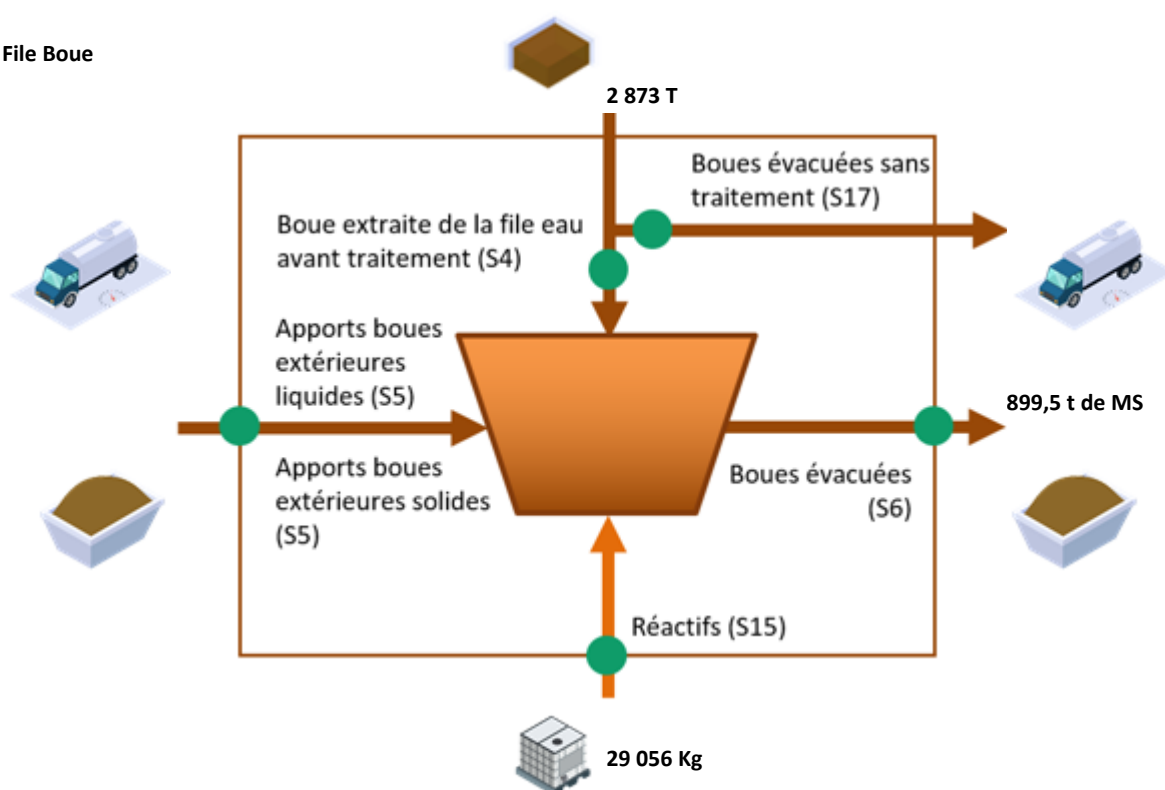 File Boue
2 873 T
Boues évacuées sans
traitement (S17)
Boue extraite de la file eau
avant traitement (S4)
Apports boues
extérieures
liquides (S5)
899,5 t de MS
Apports boues
extérieures solides
(S5)
Boues évacuées
(S6)
Réactifs (S15)
29 056 Kg